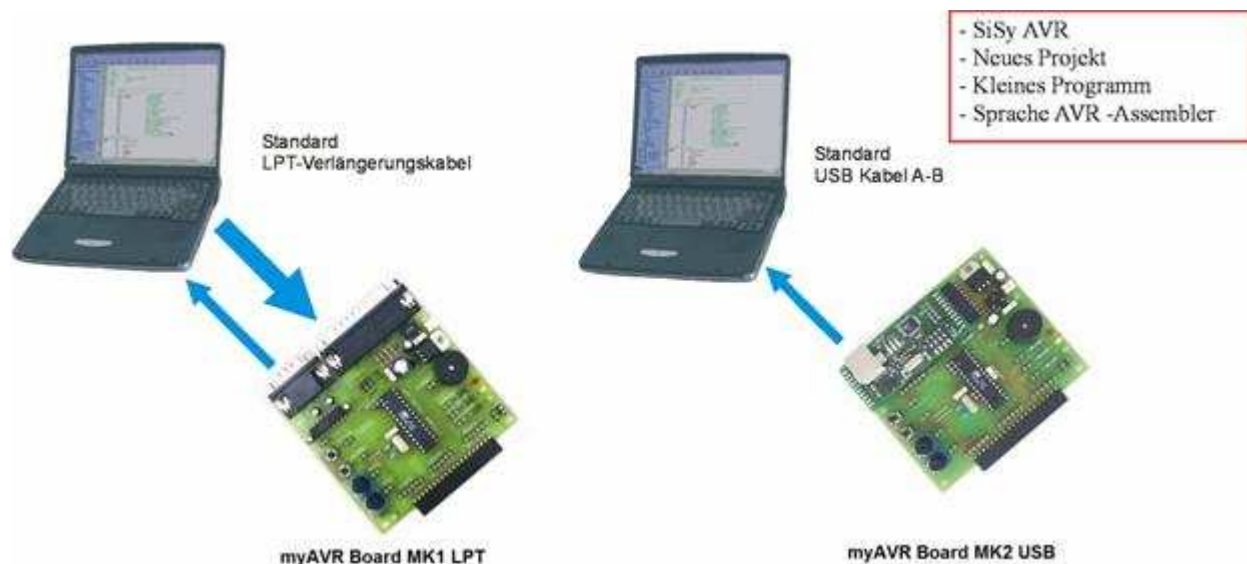 - SiSy AVR
- Neues Projekt
- Kleines Programm
- Sprache AVR -Assembler
Standard
LPT-Verlängerungskabel
Standard
USB Kabel A-B
myAVR Board MK1 LPT
myAVR Board MK2 USB